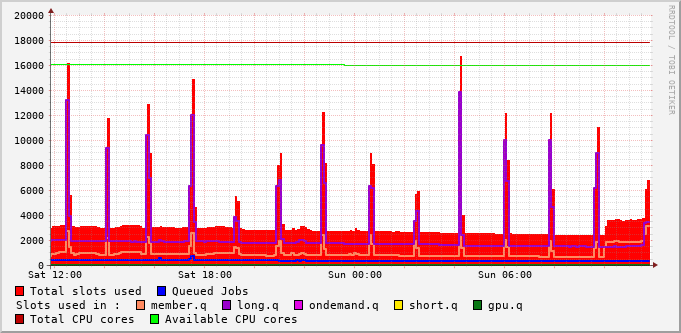 20000
18000
16000
14000
12000
10000
8000
6000
4000
2000
0
Sat 12:00 Sat 18:00 Sun 00:00 Sun 06:00
RRDTOOL / TOBI OETIKER
Total slots used Queued Jobs
Slots used in : member.q long.q ondemand.q short.q gpu.q
Total CPU cores Available CPU cores